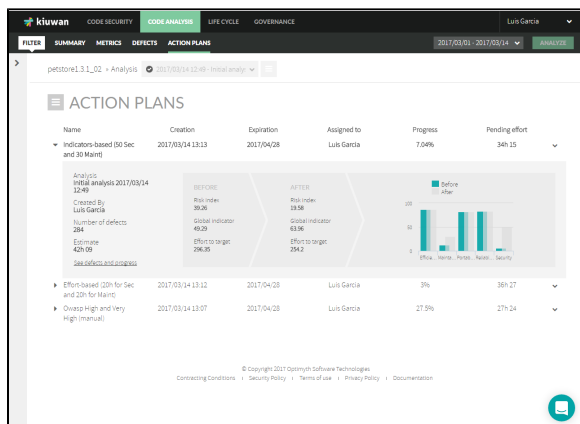 kiuwan CODE SECURITY CODE ANALYSIS LIFE CYCLE GOVERNANCE Luis Garcia
FILTER SUMMARY METRICS DEFECTS ACTION PLANS 2017/03/01 - 2017/03/14 ANALYZE
petstore1.3.1_02 » Analysis 2017/03/14 12:49 - Initial analy
ACTION PLANS
Name Creation Expiration Assigned to Progress Pending effort
Indicators-based (50 Sec 2017/03/14 13:13 2017/04/28 Luis Garcia 7.04% 34h 15
and 30 Maint)
Analysis
Initial analysis 2017/03/14
12:49
Created By
Luis Garcia
Number of defects
284
Estimate
42h 09
See defects and progress
BEFORE
Risk index
39.26
Global indicator
49.29
Effort to target
296.35
AFTER
Risk index
19.58
Global indicator
63.96
Effort to target
254.2
Before
After
100
50
0
Efficie... Mainta... Portab... Reliabi... Security
Effort-based (20h for Sec 2017/03/14 13:12 2017/04/28 Luis Garcia 3% 36h 27
and 20h for Maint)
Owasp High and Very 2017/03/14 13:07 2017/04/28 Luis Garcia 27.5% 27h 24
High (manual)
© Copyright 2017 Optimyth Software Technologies
Contracting Conditions | Security Policy | Terms of use | Privacy Policy | Documentation